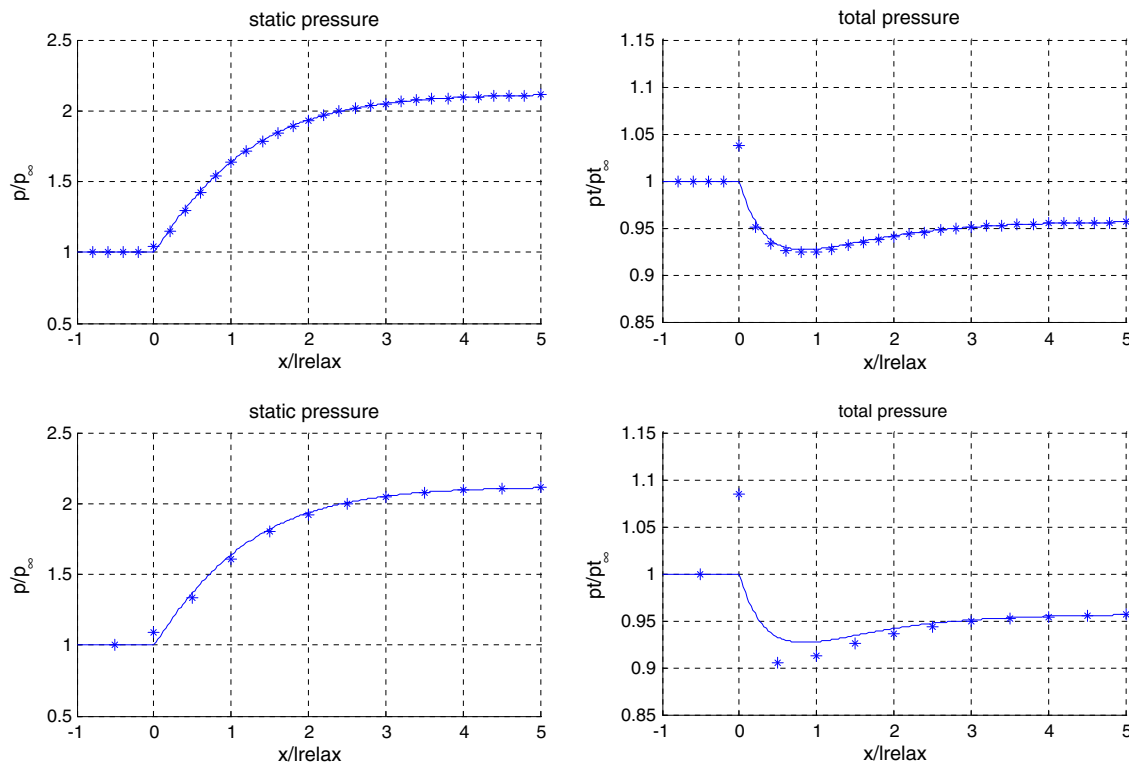 static pressure
2.5
2
1.5
1
0.5
p/p∞
-1 0 1 2 3 4 5
x/lrelax
total pressure
1.15
1.1
1.05
1
0.95
0.9
0.85
pt/pt∞
-1 0 1 2 3 4 5
x/lrelax
static pressure
2.5
2
1.5
1
0.5
p/p∞
-1 0 1 2 3 4 5
x/lrelax
total pressure
1.15
1.1
1.05
1
0.95
0.9
0.85
pt/pt∞
-1 0 1 2 3 4 5
x/lrelax